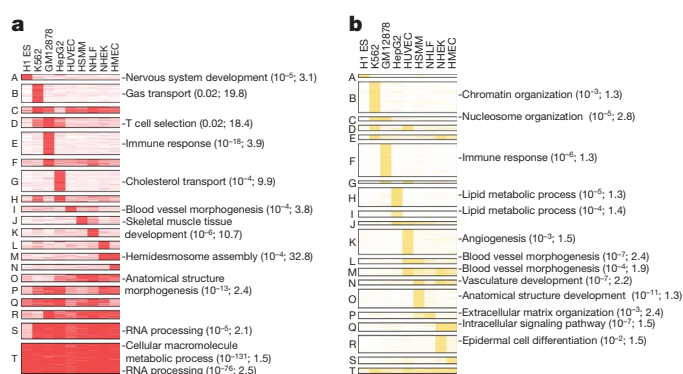 a
H1 ES
K562
GM12878
HepG2
HUVEC
HSMM
NHLF
NHEK
HMEC
A -Nervous system development (10⁻⁵; 3.1)
B -Gas transport (0.02; 19.8)
C
D -T cell selection (0.02; 18.4)
E -Immune response (10⁻¹⁸; 3.9)
F
G -Cholesterol transport (10⁻⁴; 9.9)
H
I -Blood vessel morphogenesis (10⁻⁴; 3.8)
J -Skeletal muscle tissue
K development (10⁻⁶; 10.7)
L
M -Hemidesmosome assembly (10⁻⁴; 32.8)
N
O -Anatomical structure
P morphogenesis (10⁻¹³; 2.4)
Q
R
S -RNA processing (10⁻⁵; 2.1)
-Cellular macromolecule
T metabolic process (10⁻¹³¹; 1.5)
-RNA processing (10⁻⁷⁶; 2.5)
b
H1 ES
K562
GM12878
HepG2
HUVEC
HSMM
NHLF
NHEK
HMEC
A
B -Chromatin organization (10⁻³; 1.3)
C -Nucleosome organization (10⁻⁵; 2.8)
D
E
F -Immune response (10⁻⁶; 1.3)
G
H -Lipid metabolic process (10⁻⁵; 1.3)
I -Lipid metabolic process (10⁻⁴; 1.4)
J
K -Angiogenesis (10⁻³; 1.5)
L -Blood vessel morphogenesis (10⁻⁷; 2.4)
M -Blood vessel morphogenesis (10⁻⁴; 1.9)
N -Vasculature development (10⁻⁷; 2.2)
O -Anatomical structure development (10⁻¹¹; 1.3)
P -Extracellular matrix organization (10⁻³; 2.4)
Q -Intracellular signaling pathway (10⁻⁷; 1.5)
R -Epidermal cell differentiation (10⁻²; 1.5)
S
T